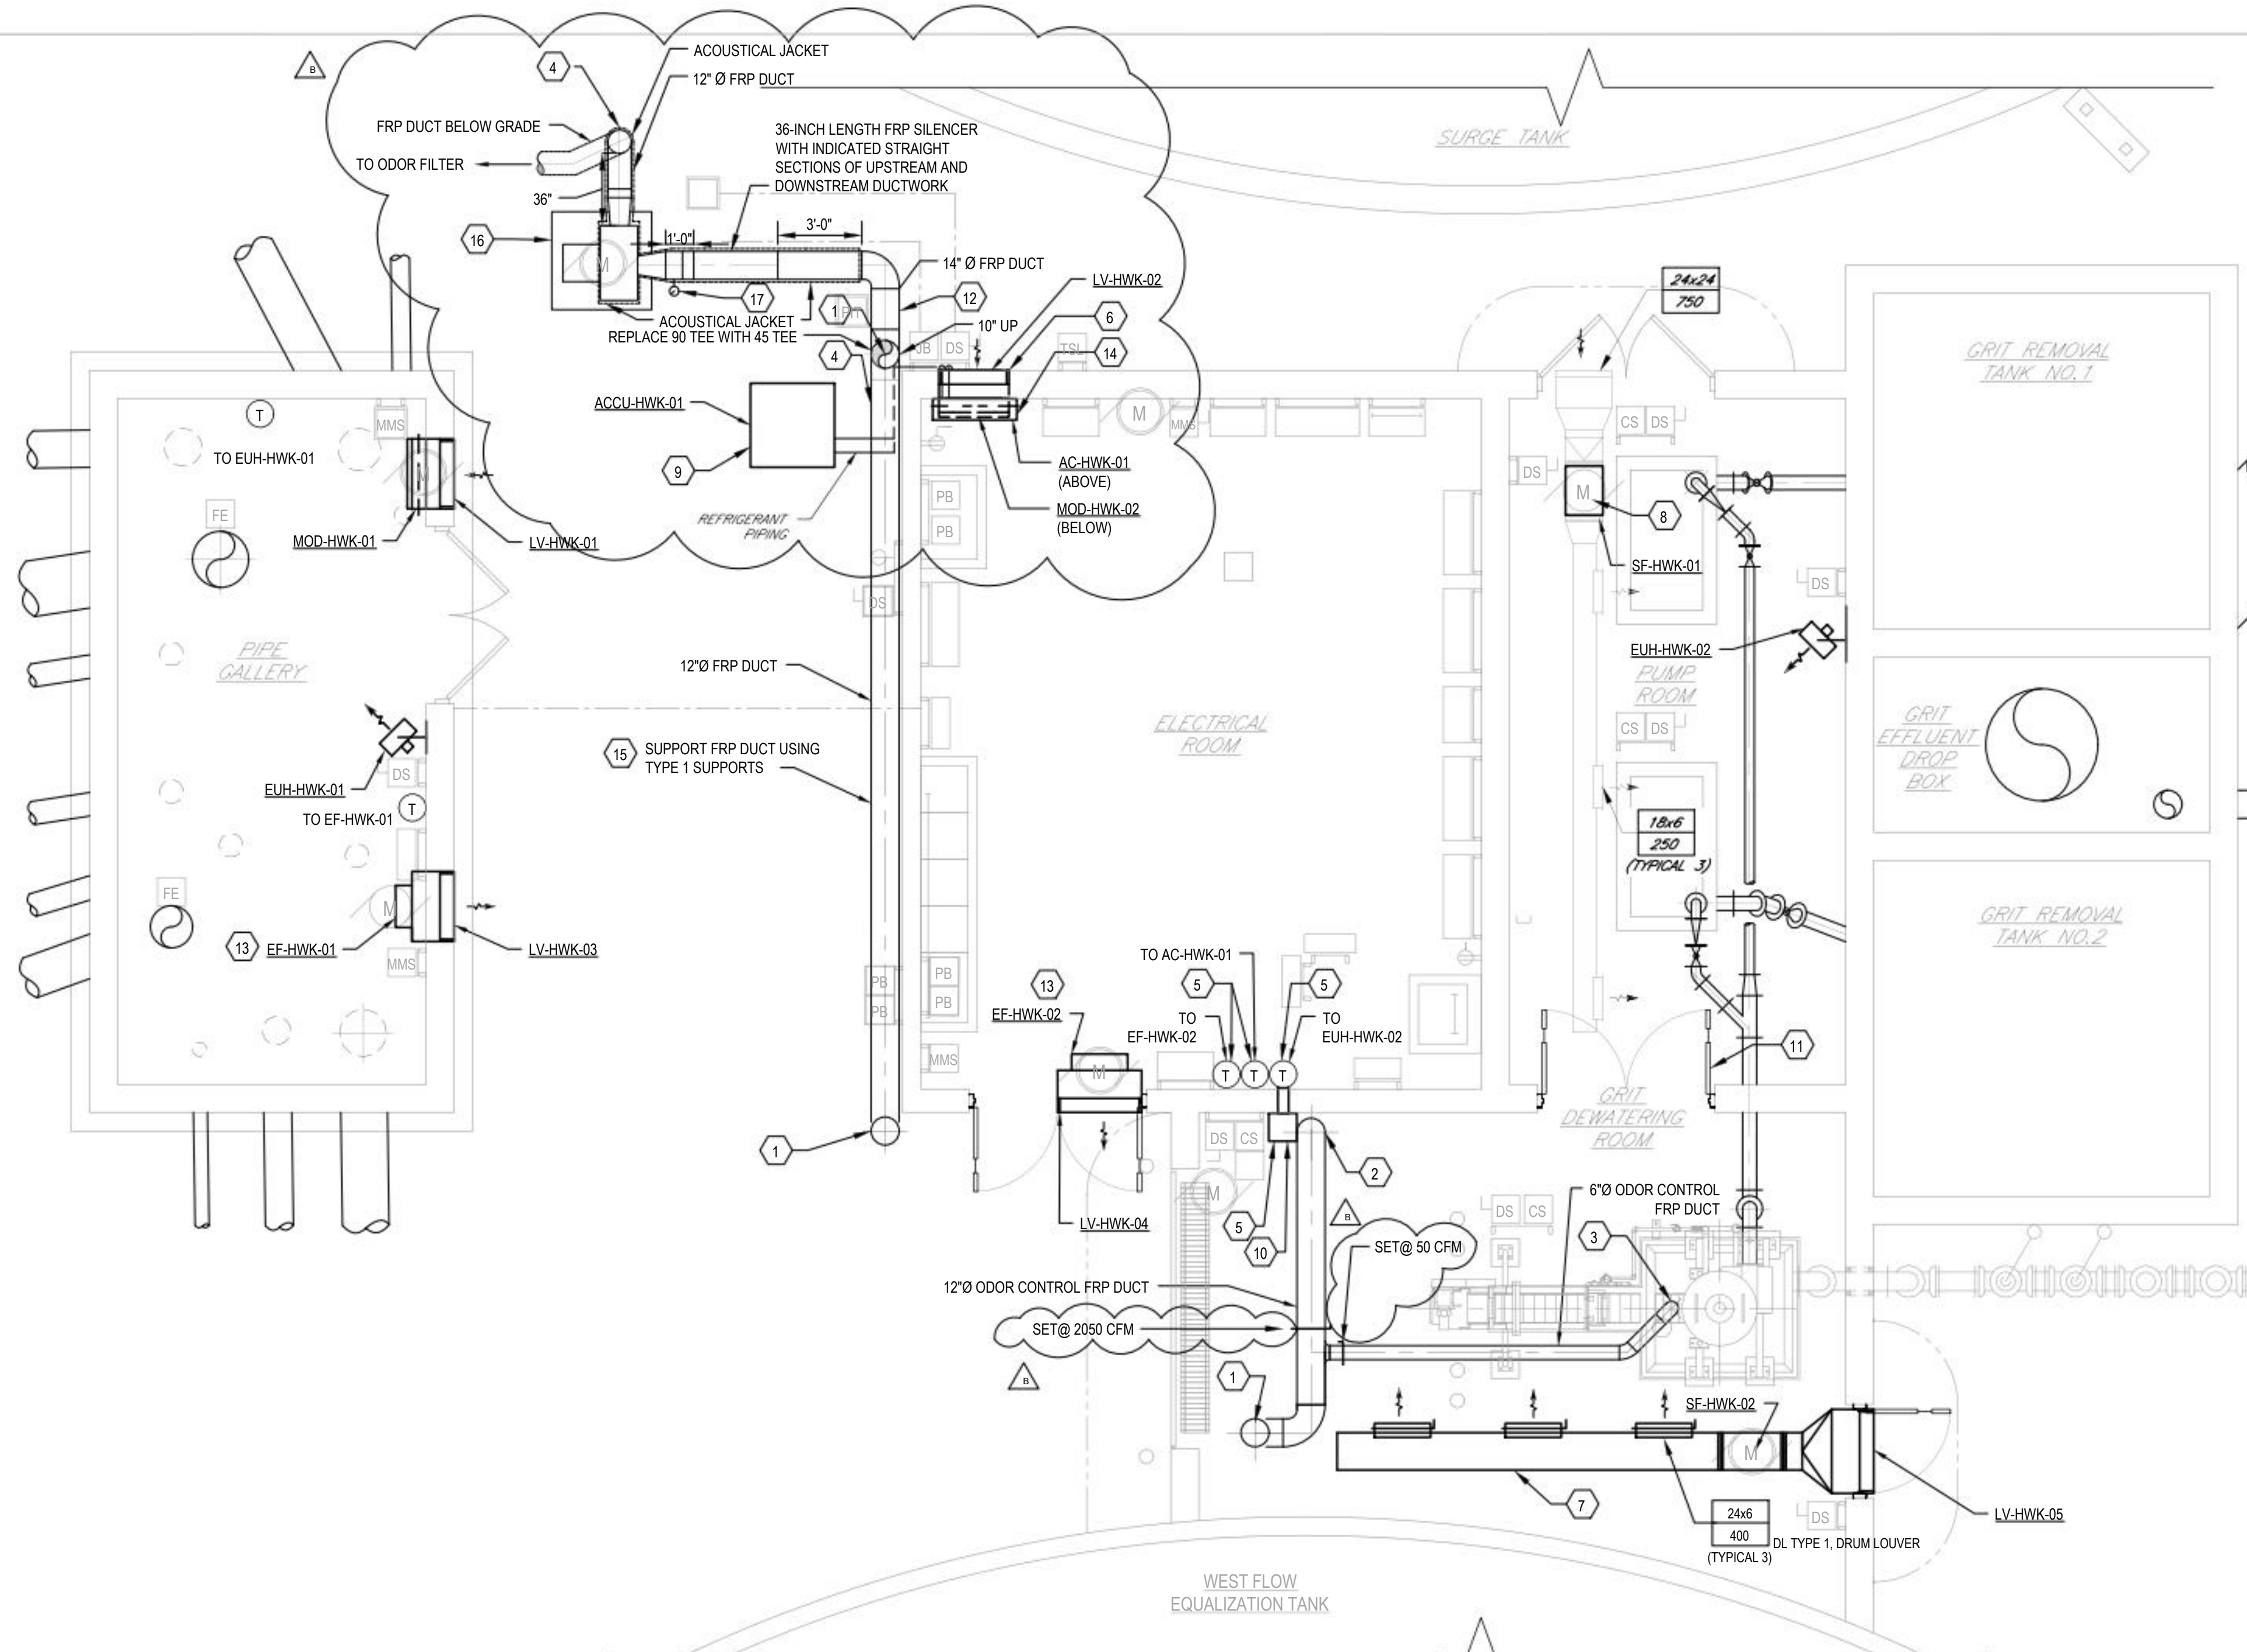 B
4
ACOUSTICAL JACKET
12" Ø FRP DUCT
FRP DUCT BELOW GRADE
TO ODOR FILTER
36-INCH LENGTH FRP SILENCER
WITH INDICATED STRAIGHT
SECTIONS OF UPSTREAM AND
DOWNSTREAM DUCTWORK
SURGE TANK
36"
16
1'-0"
3'-0"
M
14" Ø FRP DUCT
LV-HWK-02
17
12
1
ACOUSTICAL JACKET
REPLACE 90 TEE WITH 45 TEE
10" UP
6
4
JB
DS
TSL
14
24x24
750
GRIT REMOVAL
TANK NO.1
ACCU-HWK-01
9
REFRIGERANT
PIPING
AC-HWK-01
(ABOVE)
MOD-HWK-02
(BELOW)
M
MMS
T
TO EUH-HWK-01
MMS
M
FE
MOD-HWK-01
LV-HWK-01
PB
PB
DS
CS
DS
M
8
SF-HWK-01
DS
DS
PIPE
GALLERY
12"Ø FRP DUCT
ELECTRICAL
ROOM
EUH-HWK-02
PUMP
ROOM
CS
DS
GRIT
EFFLUENT
DROP
BOX
15
SUPPORT FRP DUCT USING
TYPE 1 SUPPORTS
DS
EUH-HWK-01
T
TO EF-HWK-01
18x6
250
(TYPICAL 3)
FE
M
13
EF-HWK-01
LV-HWK-03
MMS
GRIT REMOVAL
TANK NO.2
PB
PB
PB
PB
MMS
TO AC-HWK-01
13
EF-HWK-02
5
5
TO
EF-HWK-02
TO
EUH-HWK-02
M
T
T
T
11
GRIT
DEWATERING
ROOM
1
DS
CS
2
M
LV-HWK-04
5
10
B
SET@ 50 CFM
6"Ø ODOR CONTROL
FRP DUCT
DS
CS
3
12"Ø ODOR CONTROL FRP DUCT
SET@ 2050 CFM
B
1
SF-HWK-02
M
7
24x6
400
(TYPICAL 3)
DL TYPE 1, DRUM LOUVER
DS
LV-HWK-05
WEST FLOW
EQUALIZATION TANK